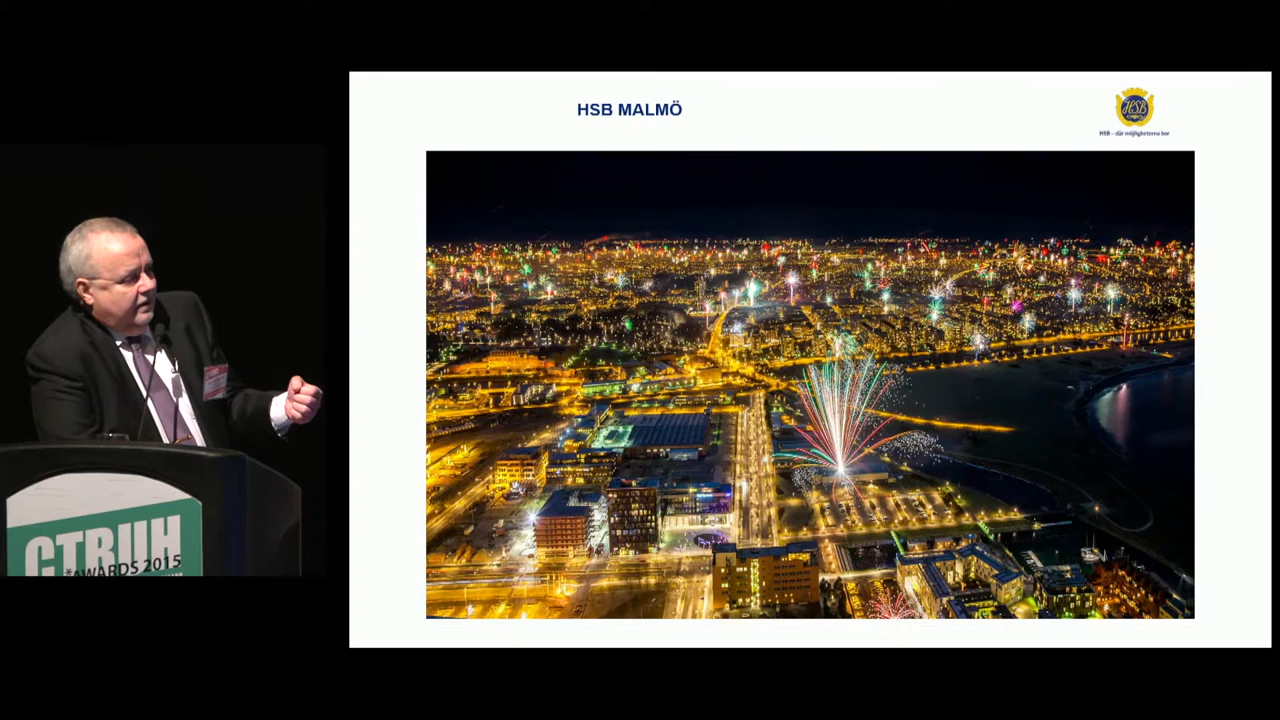 HSB MALMÖ
HSB
HSB – där möjligheterna bor
CTBUH
*AWARDS 2015